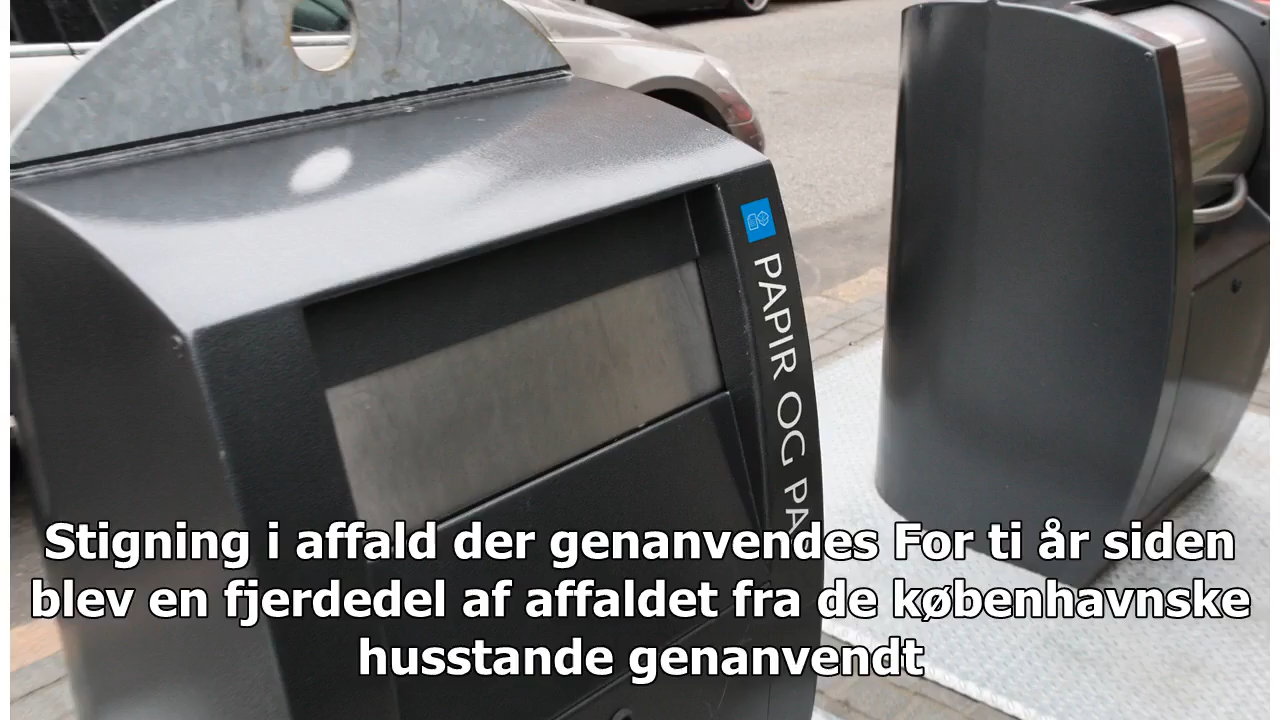 PAPIR OG PA
Stigning i affald der genanvendes For ti år siden
blev en fjerdedel af affaldet fra de københavnske
husstande genanvendt